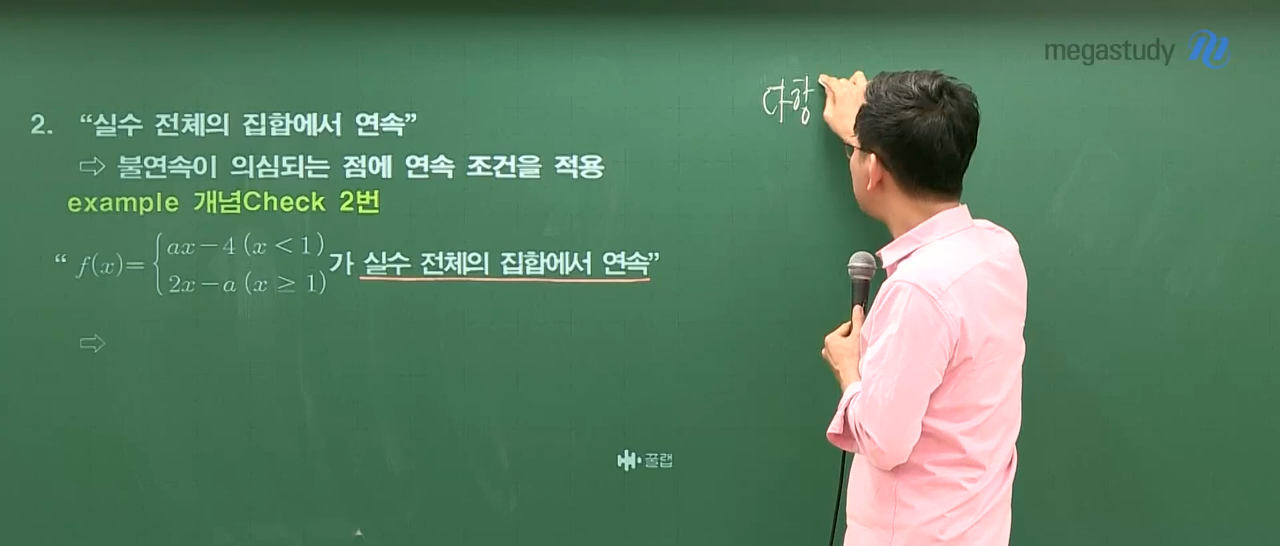 megastudy
다항
2. “실수 전체의 집합에서 연속”
⇨ 불연속이 의심되는 점에 연속 조건을 적용
example 개념Check 2번
“ f(x)= { ax－4 (x < 1)
2x－a (x ≥ 1) 가 실수 전체의 집합에서 연속”
⇨
꿀랩